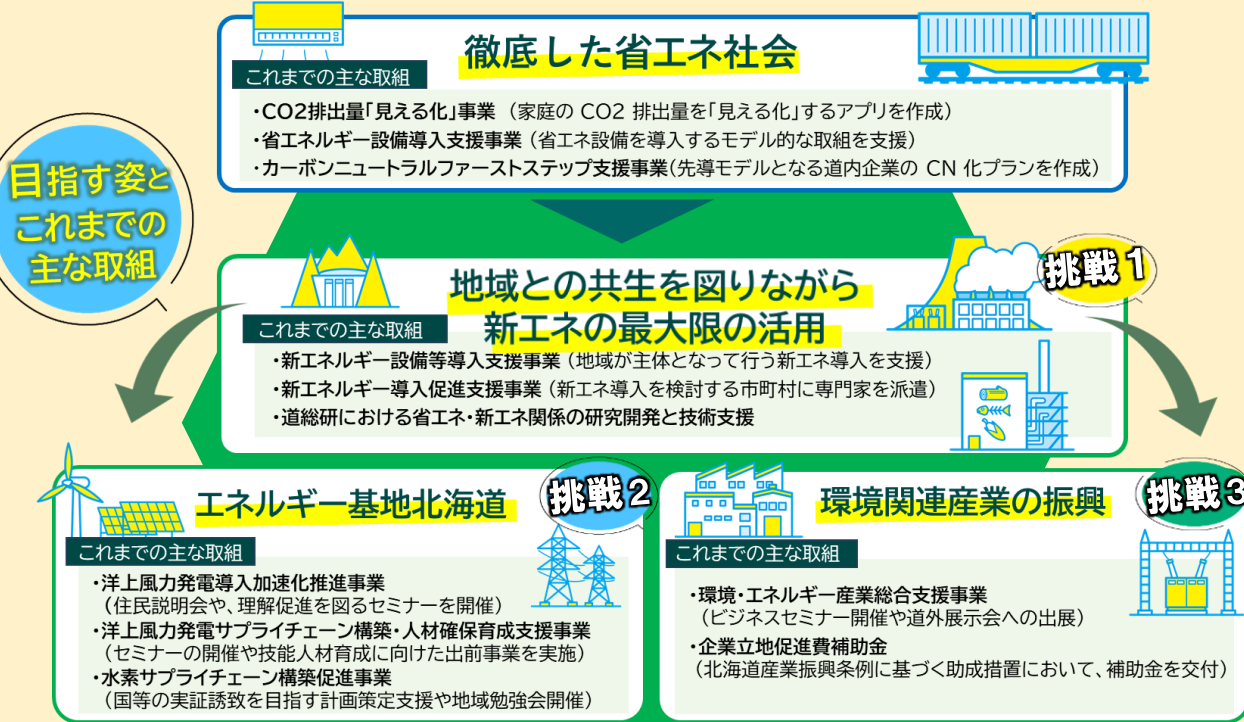 徹底した省エネ社会
これまでの主な取組
・CO2排出量「見える化」事業 （家庭の CO2 排出量を「見える化」するアプリを作成）
・省エネルギー設備導入支援事業 （省エネ設備を導入するモデル的な取組を支援）
・カーボンニュートラルファーストステップ支援事業（先導モデルとなる道内企業の CN 化プランを作成）
目指す姿と
これまでの
主な取組
地域との共生を図りながら
新エネの最大限の活用
挑戦1
これまでの主な取組
・新エネルギー設備等導入支援事業 （地域が主体となって行う新エネ導入を支援）
・新エネルギー導入促進支援事業 （新エネ導入を検討する市町村に専門家を派遣）
・道総研における省エネ・新エネ関係の研究開発と技術支援
エネルギー基地北海道
挑戦2
これまでの主な取組
・洋上風力発電導入加速化推進事業
（住民説明会や、理解促進を図るセミナーを開催）
・洋上風力発電サプライチェーン構築・人材確保育成支援事業
（セミナーの開催や技能人材育成に向けた出前事業を実施）
・水素サプライチェーン構築促進事業
（国等の実証誘致を目指す計画策定支援や地域勉強会開催）
環境関連産業の振興
挑戦3
これまでの主な取組
・環境・エネルギー産業総合支援事業
（ビジネスセミナー開催や道外展示会への出展）
・企業立地促進費補助金
（北海道産業振興条例に基づく助成措置において、補助金を交付）